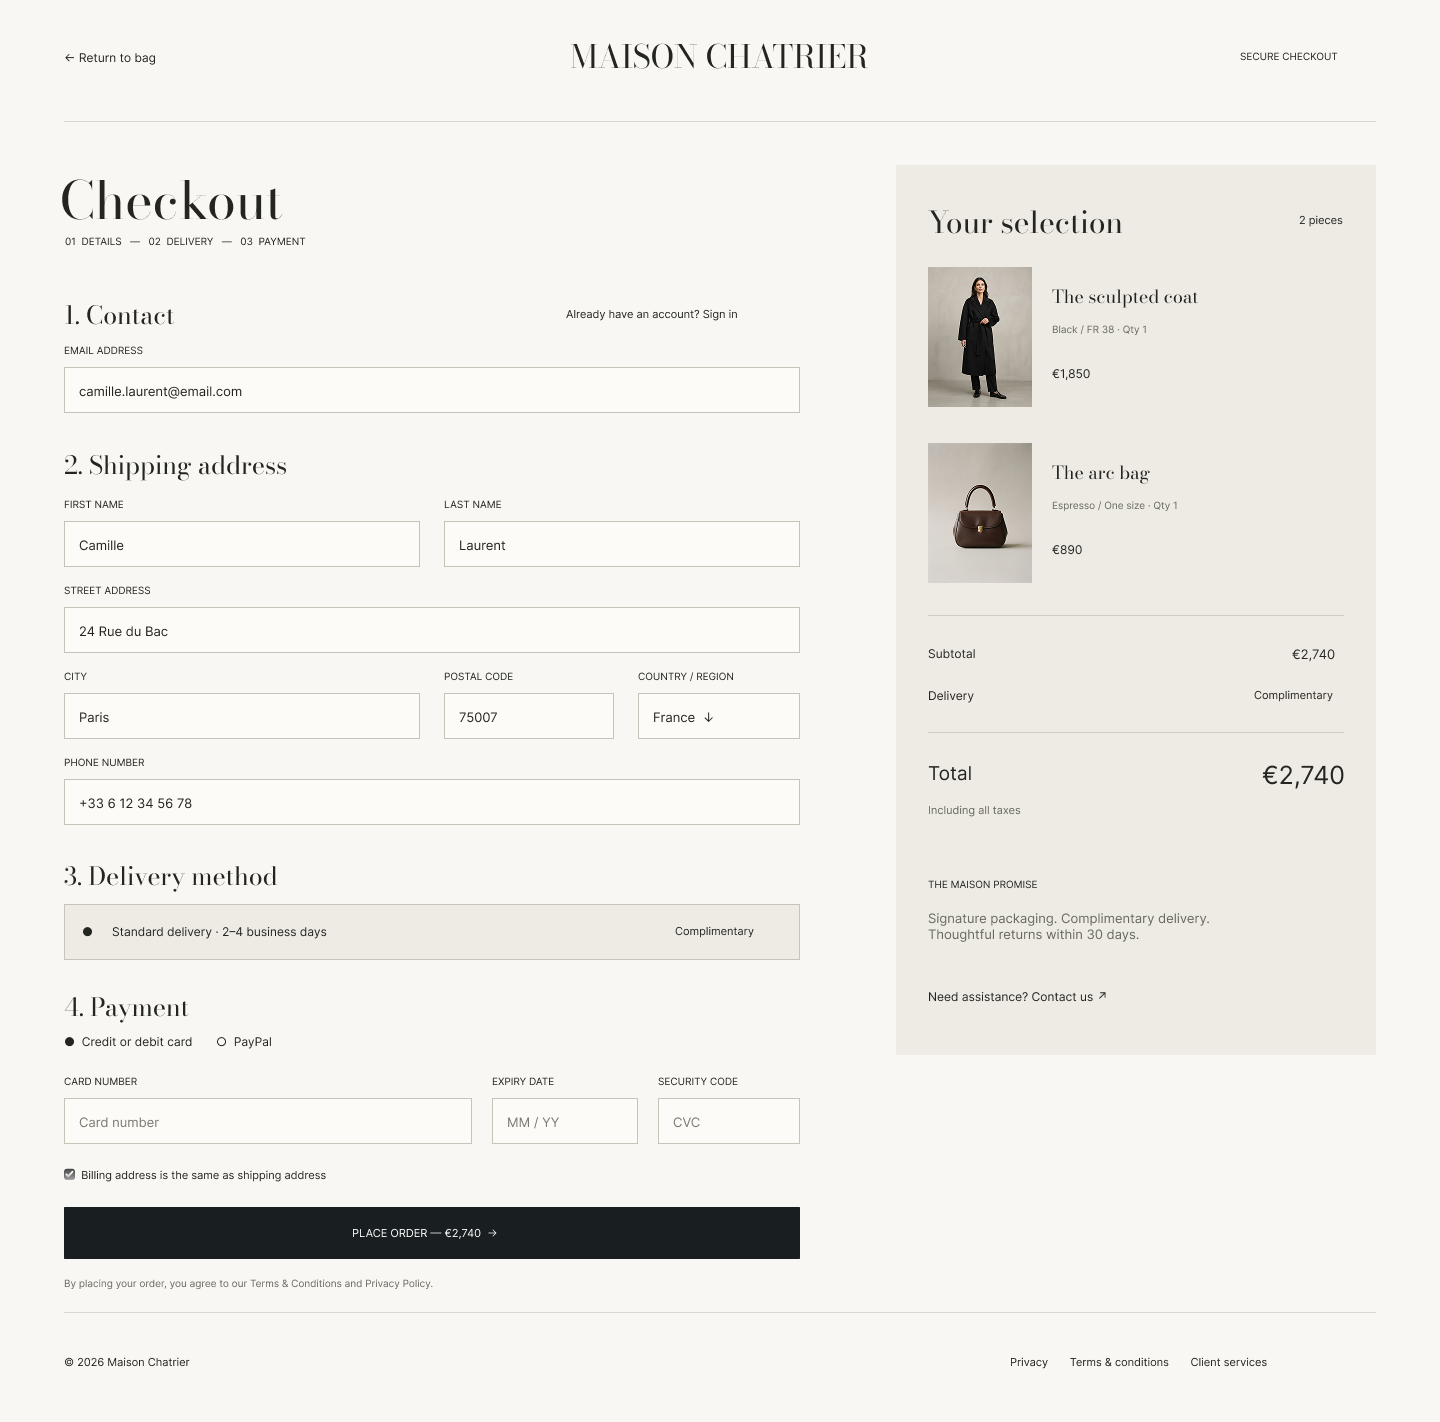 ← Return to bag
MAISON CHATRIER
SECURE CHECKOUT
Checkout
01 DETAILS — 02 DELIVERY — 03 PAYMENT
1. Contact
Already have an account? Sign in
EMAIL ADDRESS
camille.laurent@email.com
2. Shipping address
FIRST NAME
LAST NAME
Camille
Laurent
STREET ADDRESS
24 Rue du Bac
CITY
POSTAL CODE
COUNTRY / REGION
Paris
75007
France ↓
PHONE NUMBER
+33 6 12 34 56 78
3. Delivery method
Standard delivery · 2–4 business days
Complimentary
4. Payment
Credit or debit card
PayPal
CARD NUMBER
EXPIRY DATE
SECURITY CODE
Card number
MM / YY
CVC
Billing address is the same as shipping address
PLACE ORDER — €2,740 →
By placing your order, you agree to our Terms & Conditions and Privacy Policy.
Your selection
2 pieces
The sculpted coat
Black / FR 38 · Qty 1
€1,850
The arc bag
Espresso / One size · Qty 1
€890
Subtotal
€2,740
Delivery
Complimentary
Total
€2,740
Including all taxes
THE MAISON PROMISE
Signature packaging. Complimentary delivery.
Thoughtful returns within 30 days.
Need assistance? Contact us ↗
© 2026 Maison Chatrier
Privacy
Terms & conditions
Client services